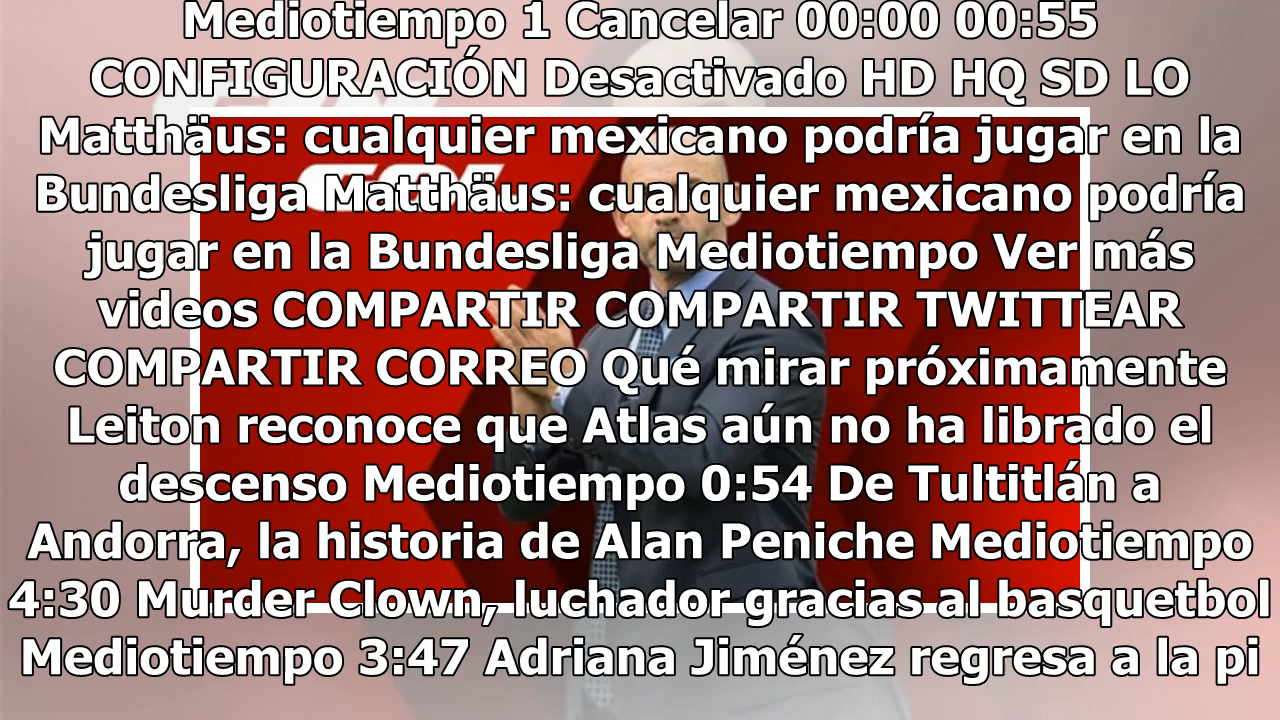 Mediotiempo 1 Cancelar 00:00 00:55
CONFIGURACIÓN Desactivado HD HQ SD LO
Matthäus: cualquier mexicano podría jugar en la
Bundesliga Matthäus: cualquier mexicano podría
jugar en la Bundesliga Mediotiempo Ver más
videos COMPARTIR COMPARTIR TWITTEAR
COMPARTIR CORREO Qué mirar próximamente
Leiton reconoce que Atlas aún no ha librado el
descenso Mediotiempo 0:54 De Tultitlán a
Andorra, la historia de Alan Peniche Mediotiempo
4:30 Murder Clown, luchador gracias al basquetbol
Mediotiempo 3:47 Adriana Jiménez regresa a la pi